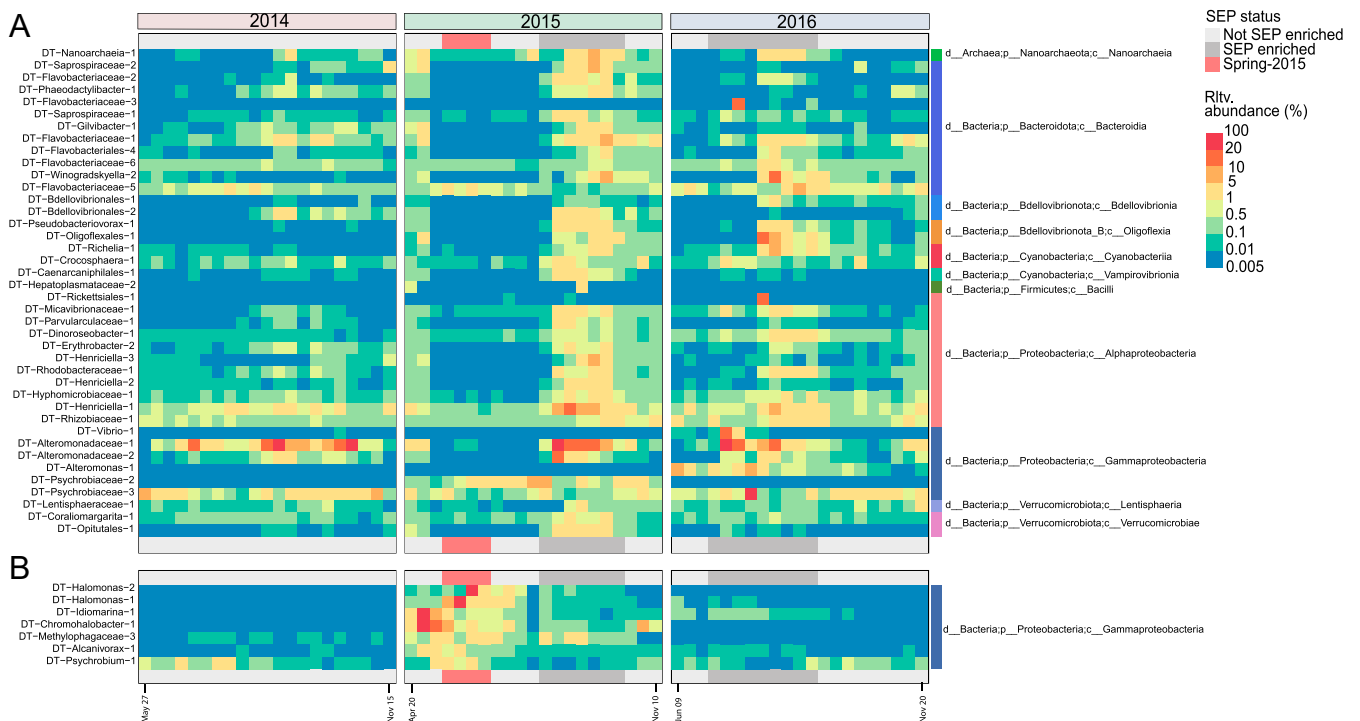 A
2014
2015
2016
SEP status
Not SEP enriched
SEP enriched
Spring-2015
Rltv.
abundance (%)
100
20
10
5
1
0.5
0.1
0.01
0.005
DT−Nanoarchaeia−1
DT−Saprospiraceae−2
DT−Flavobacteriaceae−2
DT−Phaeodactylibacter−1
DT−Flavobacteriaceae−3
DT−Saprospiraceae−1
DT−Gilvibacter−1
DT−Flavobacteriaceae−1
DT−Flavobacteriales−4
DT−Flavobacteriaceae−6
DT−Winogradskyella−2
DT−Flavobacteriaceae−5
DT−Bdellovibrionales−1
DT−Bdellovibrionales−2
DT−Pseudobacteriovorax−1
DT−Oligoflexales−1
DT−Richelia−1
DT−Crocosphaera−1
DT−Caenarcaniphilales−1
DT−Hepatoplasmataceae−2
DT−Rickettsiales−1
DT−Micavibrionaceae−1
DT−Parvularculaceae−1
DT−Dinoroseobacter−1
DT−Erythrobacter−2
DT−Henriciella−3
DT−Rhodobacteraceae−1
DT−Henriciella−2
DT−Hyphomicrobiaceae−1
DT−Henriciella−1
DT−Rhizobiaceae−1
DT−Vibrio−1
DT−Alteromonadaceae−1
DT−Alteromonadaceae−2
DT−Alteromonas−1
DT−Psychrobiaceae−2
DT−Psychrobiaceae−3
DT−Lentisphaeraceae−1
DT−Coraliomargarita−1
DT−Opitutales−1
d__Archaea;p__Nanoarchaeota;c__Nanoarchaeia
d__Bacteria;p__Bacteroidota;c__Bacteroidia
d__Bacteria;p__Bdellovibrionota;c__Bdellovibrionia
d__Bacteria;p__Bdellovibrionota_B;c__Oligoflexia
d__Bacteria;p__Cyanobacteria;c__Cyanobacteriia
d__Bacteria;p__Cyanobacteria;c__Vampirovibrionia
d__Bacteria;p__Firmicutes;c__Bacilli
d__Bacteria;p__Proteobacteria;c__Alphaproteobacteria
d__Bacteria;p__Proteobacteria;c__Gammaproteobacteria
d__Bacteria;p__Verrucomicrobiota;c__Lentisphaeria
d__Bacteria;p__Verrucomicrobiota;c__Verrucomicrobiae
B
DT−Halomonas−2
DT−Halomonas−1
DT−Idiomarina−1
DT−Chromohalobacter−1
DT−Methylophagaceae−3
DT−Alcanivorax−1
DT−Psychrobium−1
d__Bacteria;p__Proteobacteria;c__Gammaproteobacteria
May 27
Nov 15
Apr 20
Nov 10
Jun 09
Nov 20